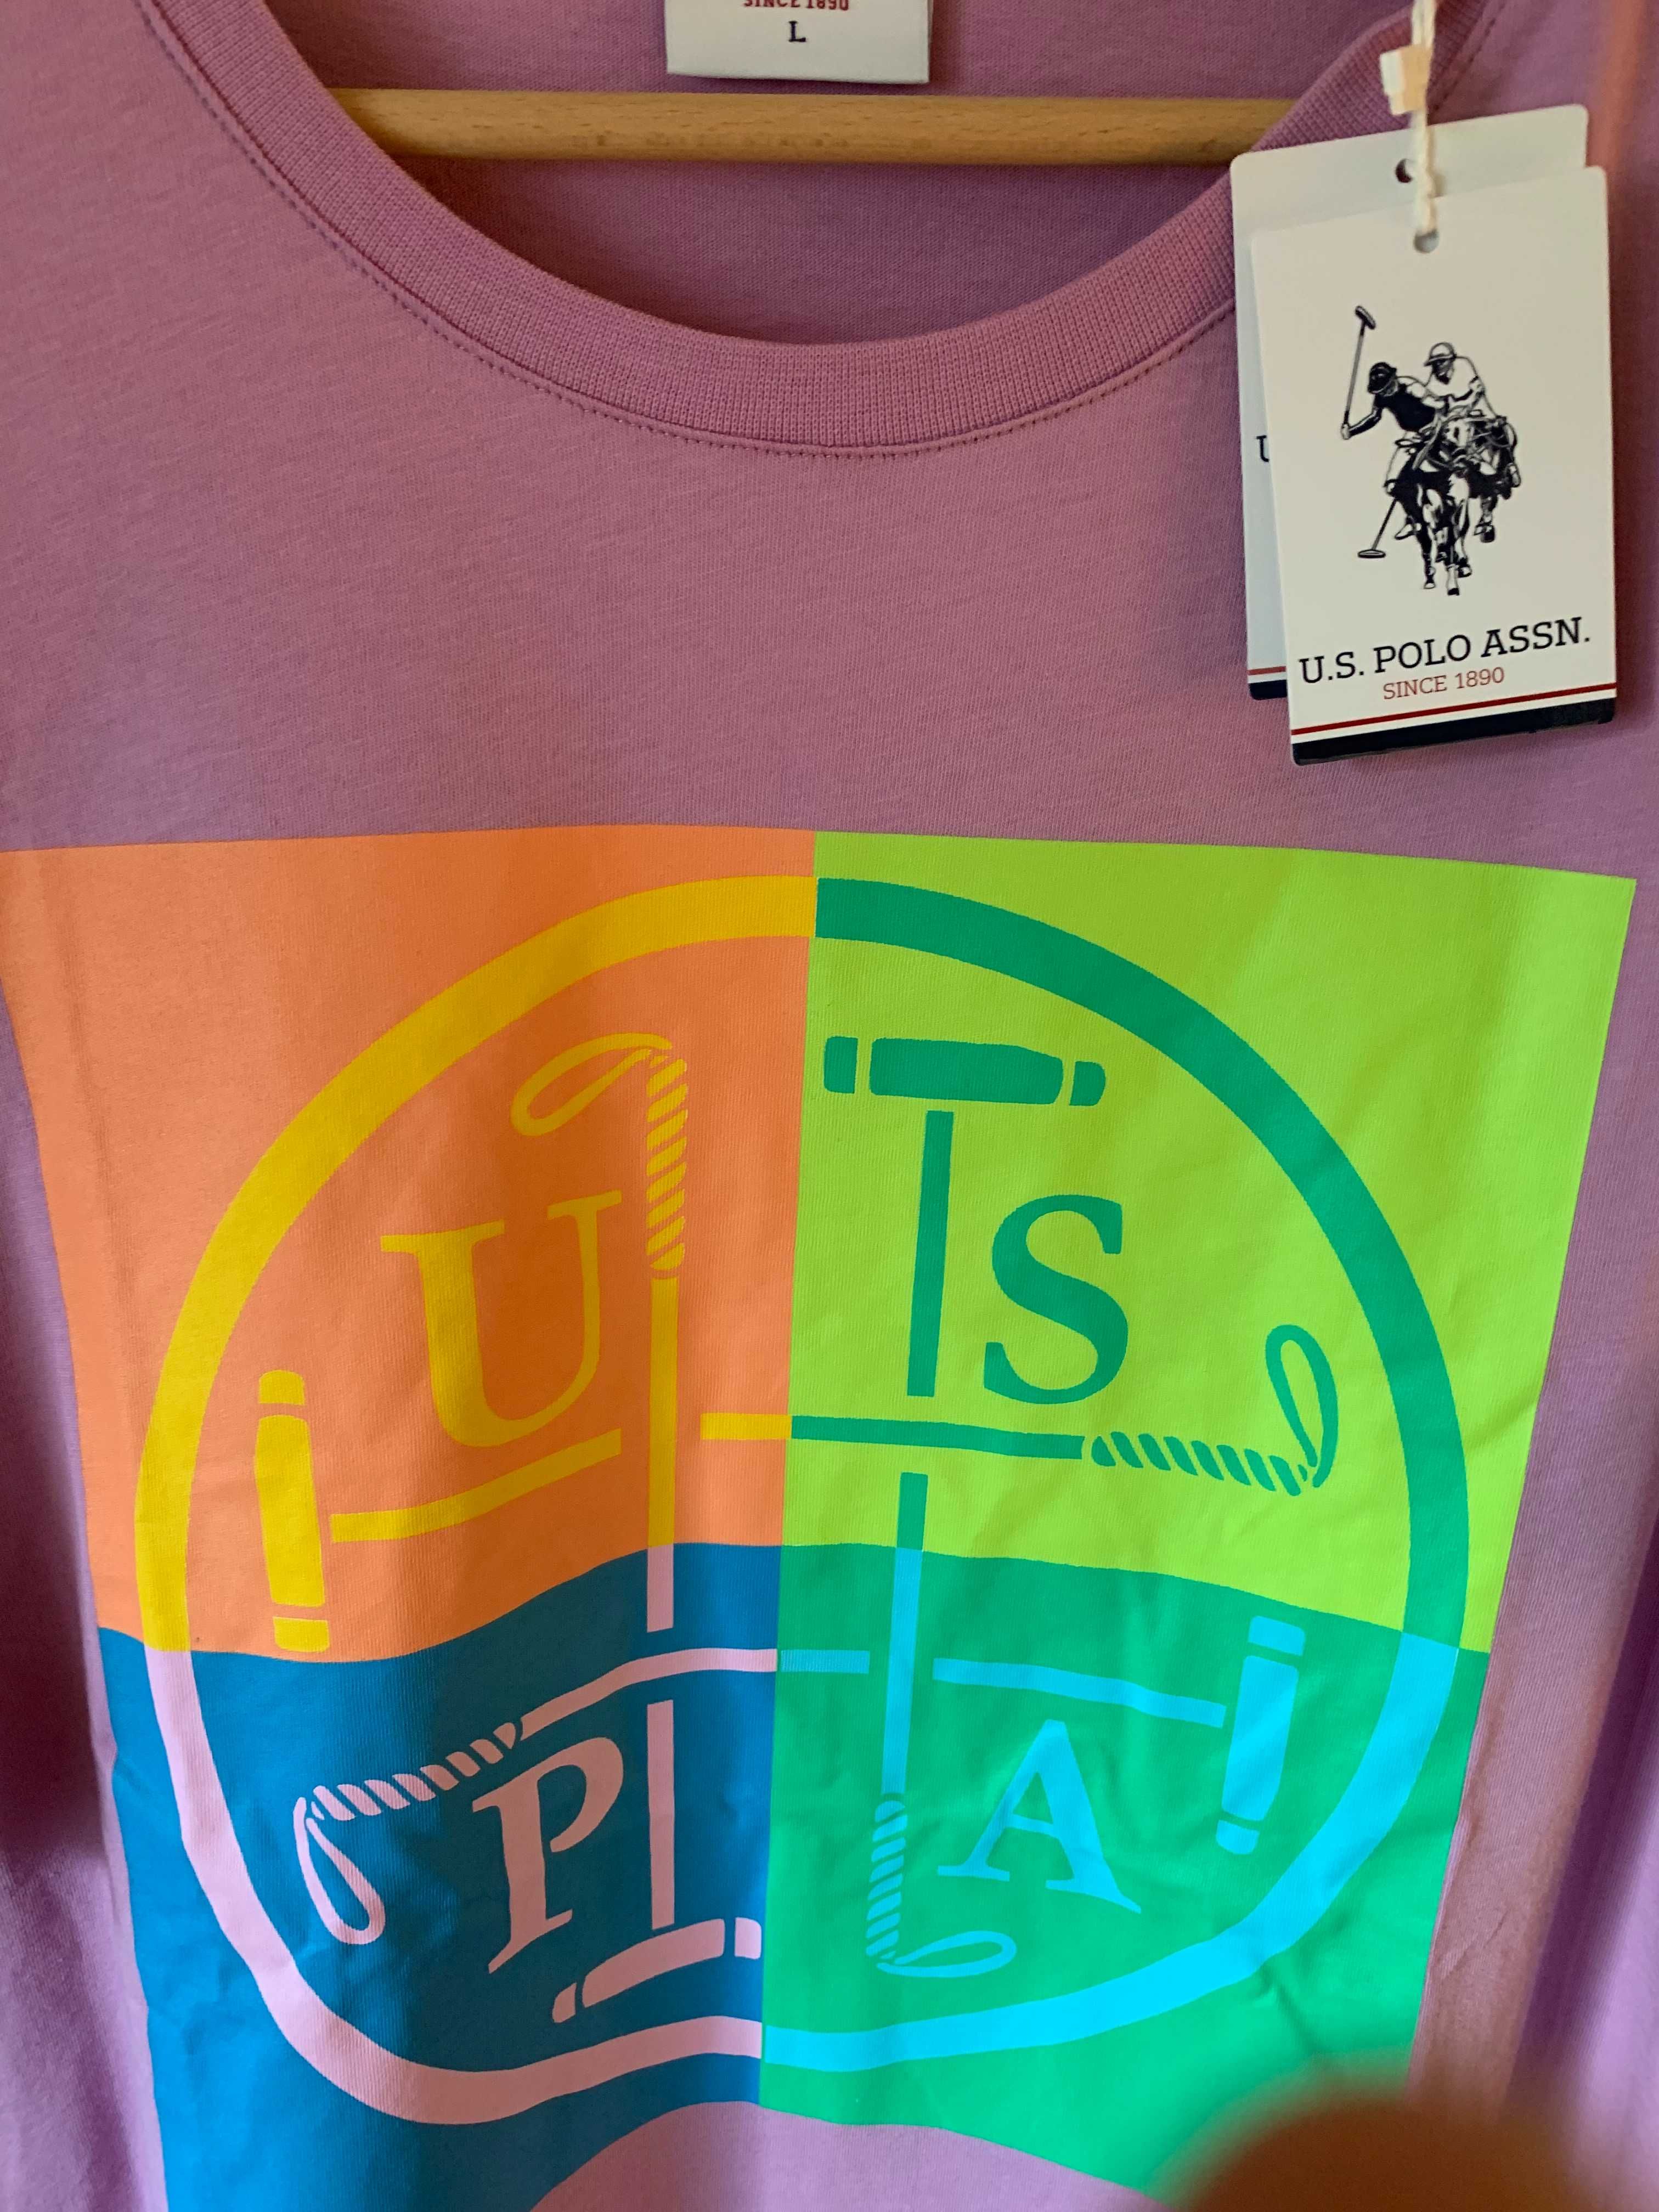 SINCE 1890
L
U
U.S. POLO ASSN.
SINCE 1890
U S
P A